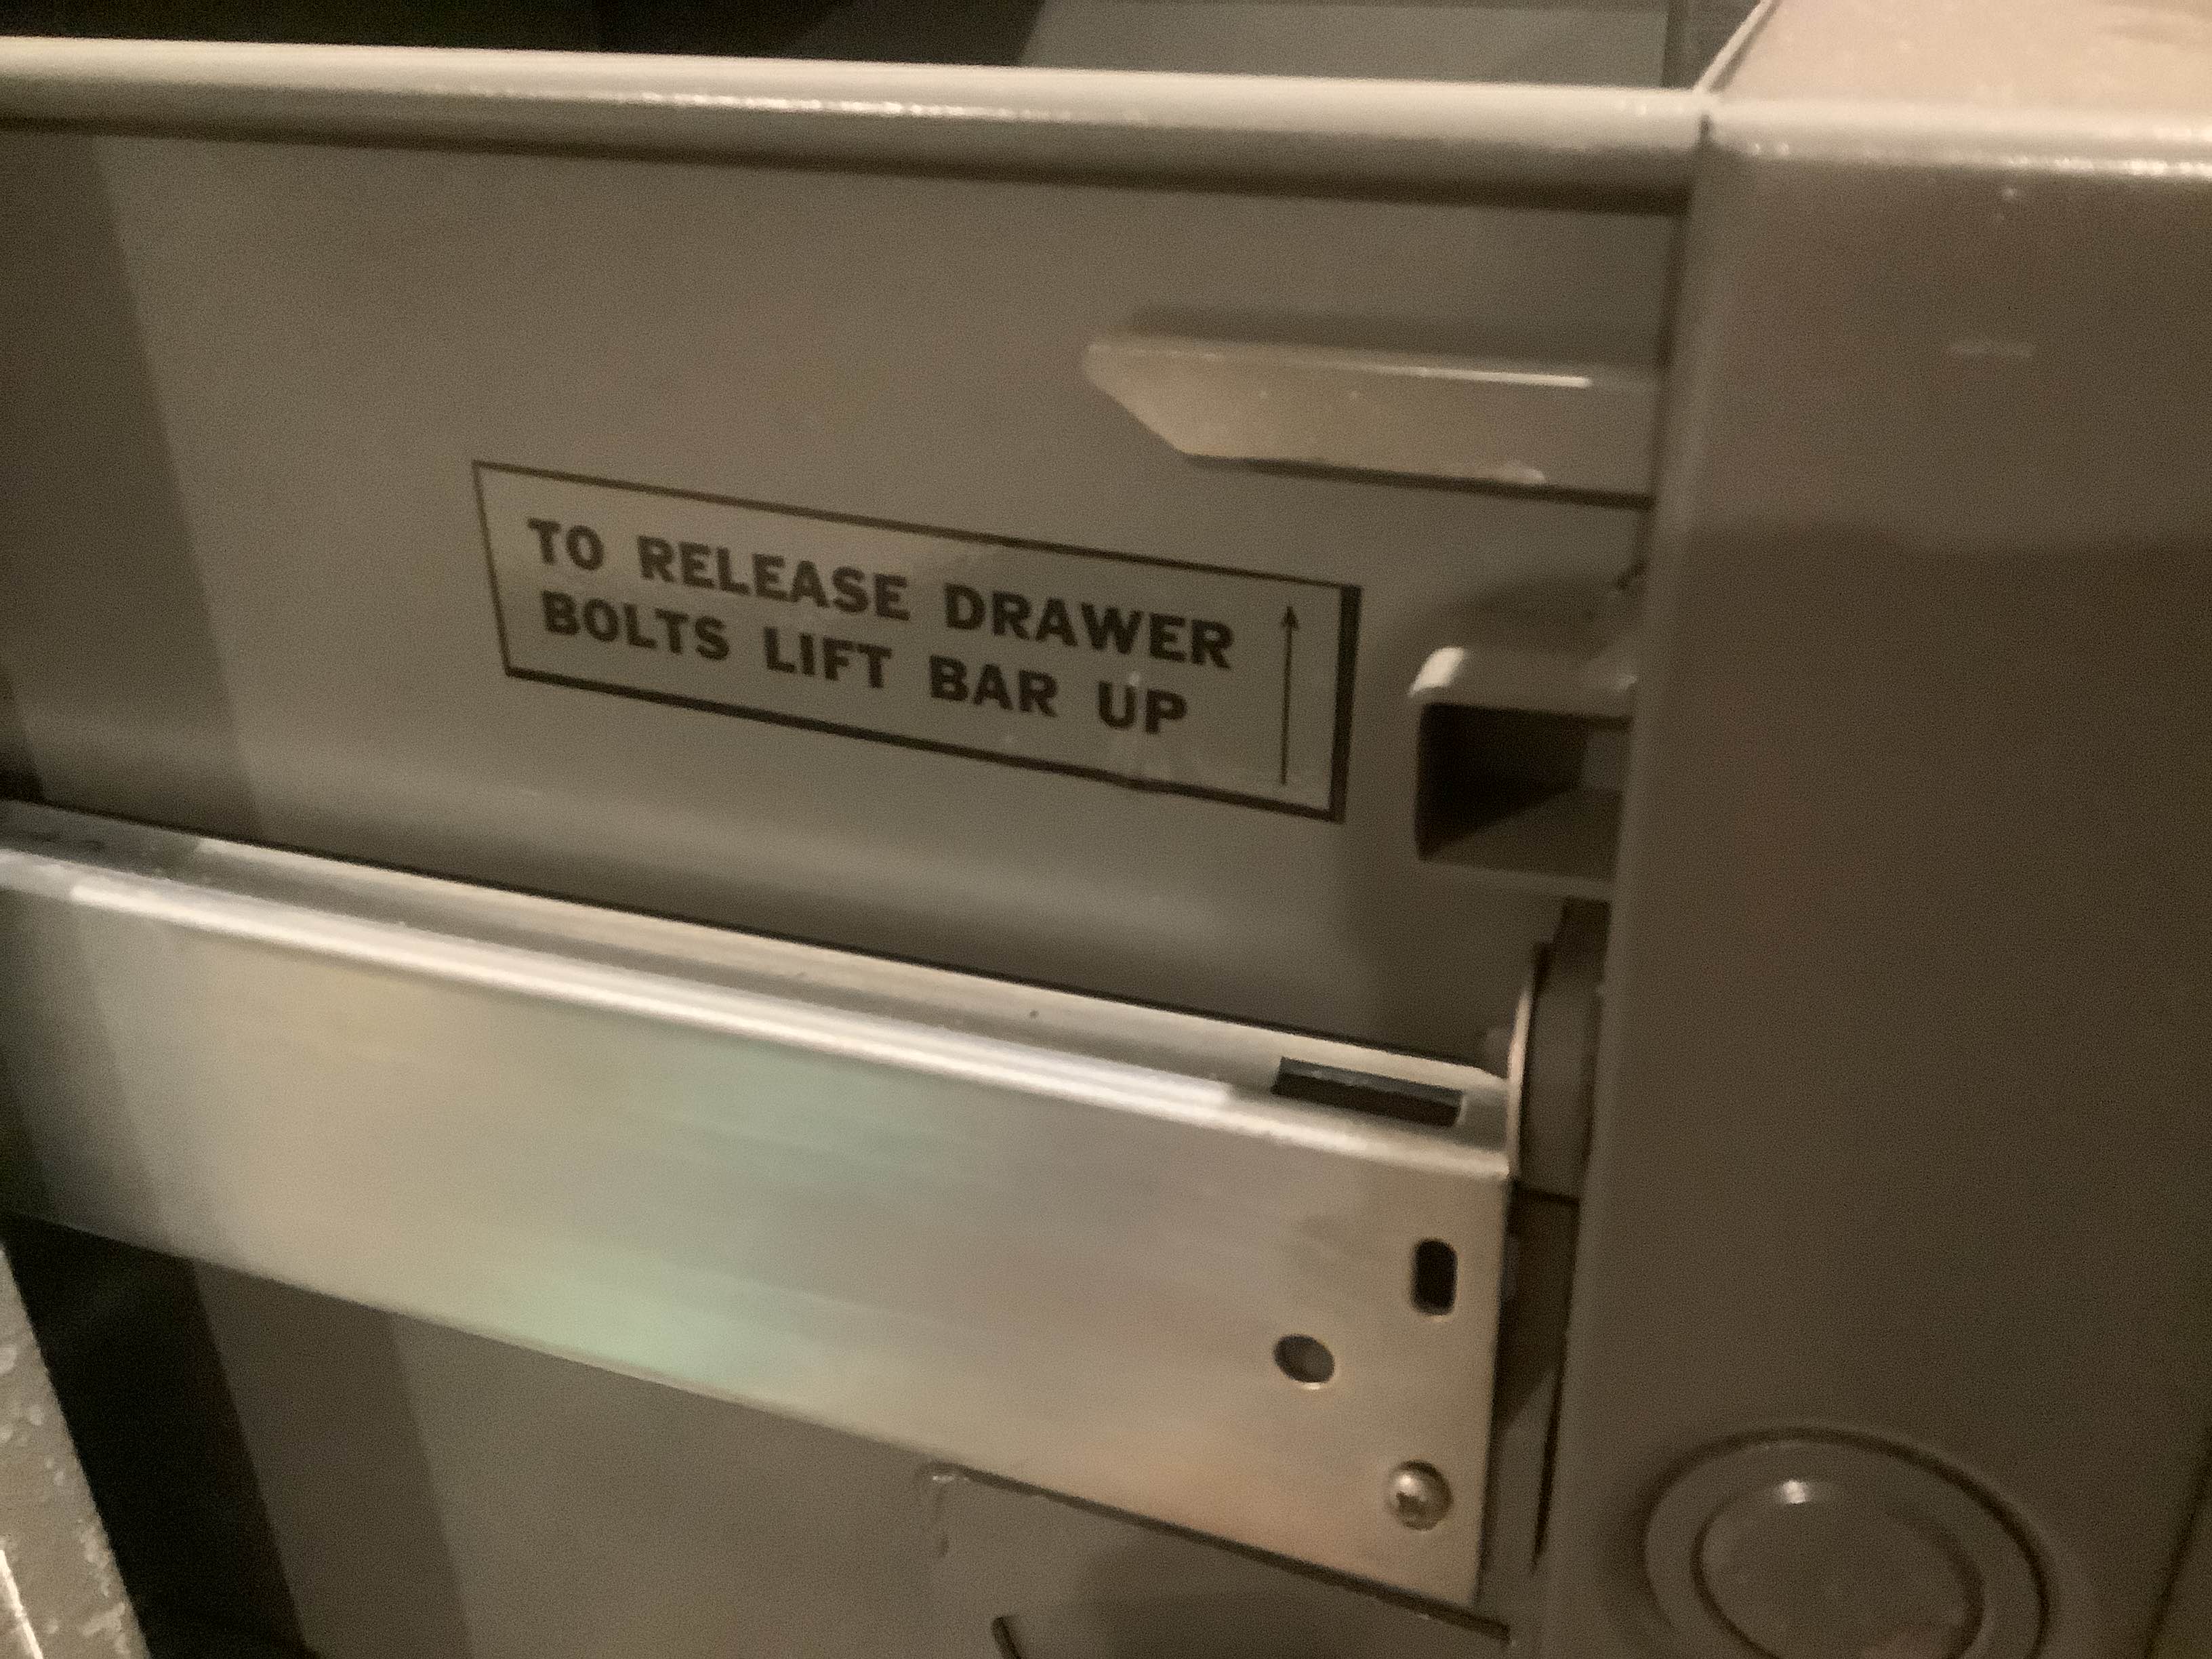 TO RELEASE DRAWER
BOLTS LIFT BAR UP